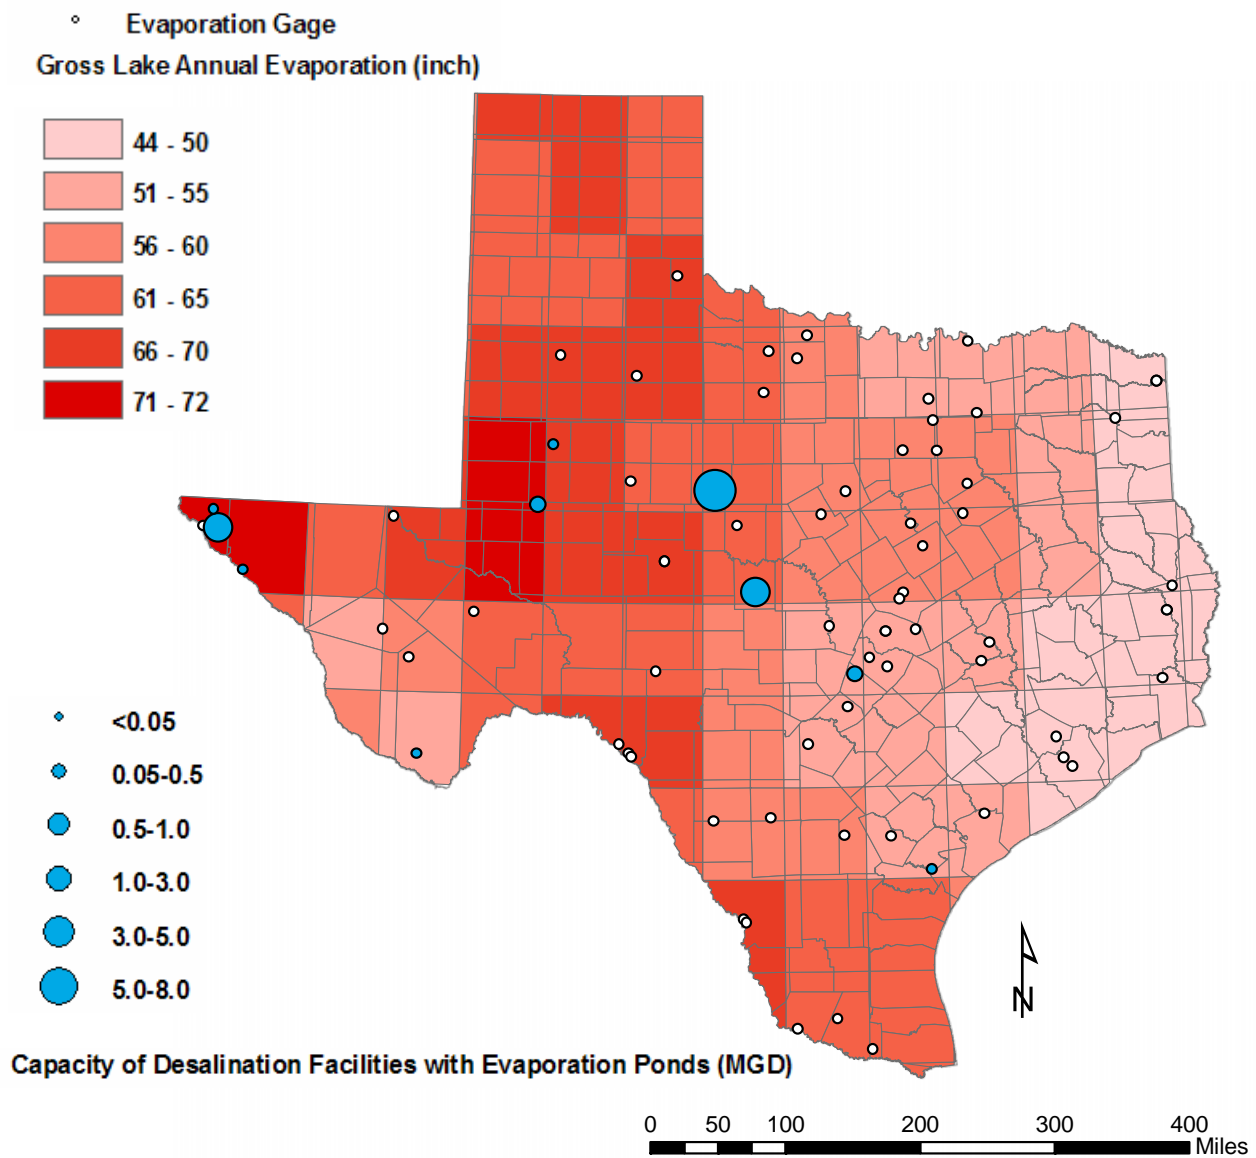 Evaporation Gage
Gross Lake Annual Evaporation (inch)
44 - 50
51 - 55
56 - 60
61 - 65
66 - 70
71 - 72
<0.05
0.05-0.5
0.5-1.0
1.0-3.0
3.0-5.0
5.0-8.0
N
Capacity of Desalination Facilities with Evaporation Ponds (MGD)
0 50 100 200 300 400
Miles